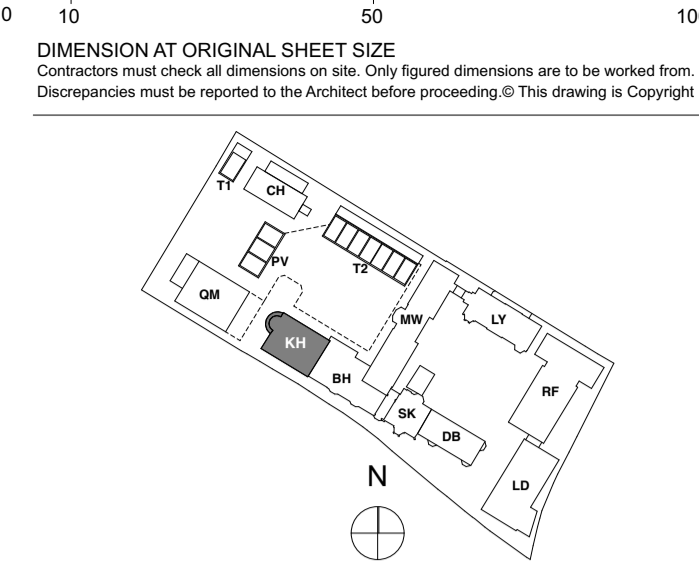 0 10 50 10
DIMENSION AT ORIGINAL SHEET SIZE
Contractors must check all dimensions on site. Only figured dimensions are to be worked from.
Discrepancies must be reported to the Architect before proceeding.© This drawing is Copyright
T1
CH
PV
T2
QM
MW
LY
KH
BH
RF
SK
DB
LD
N